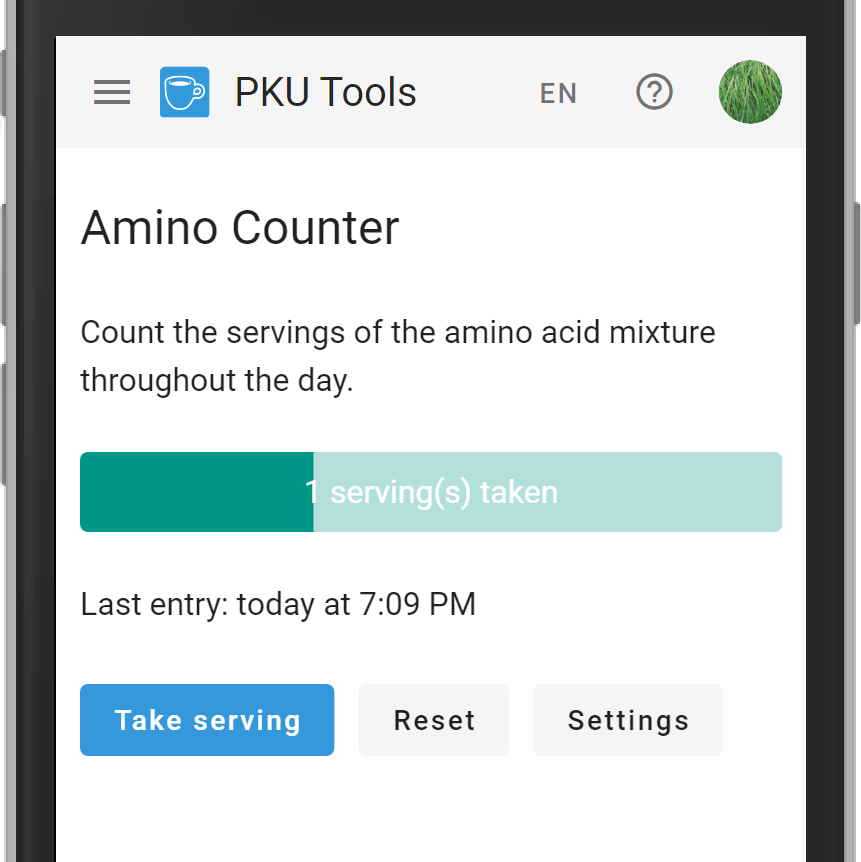 PKU Tools EN ?
Amino Counter
Count the servings of the amino acid mixture
throughout the day.
1 serving(s) taken
Last entry: today at 7:09 PM
Take serving Reset Settings